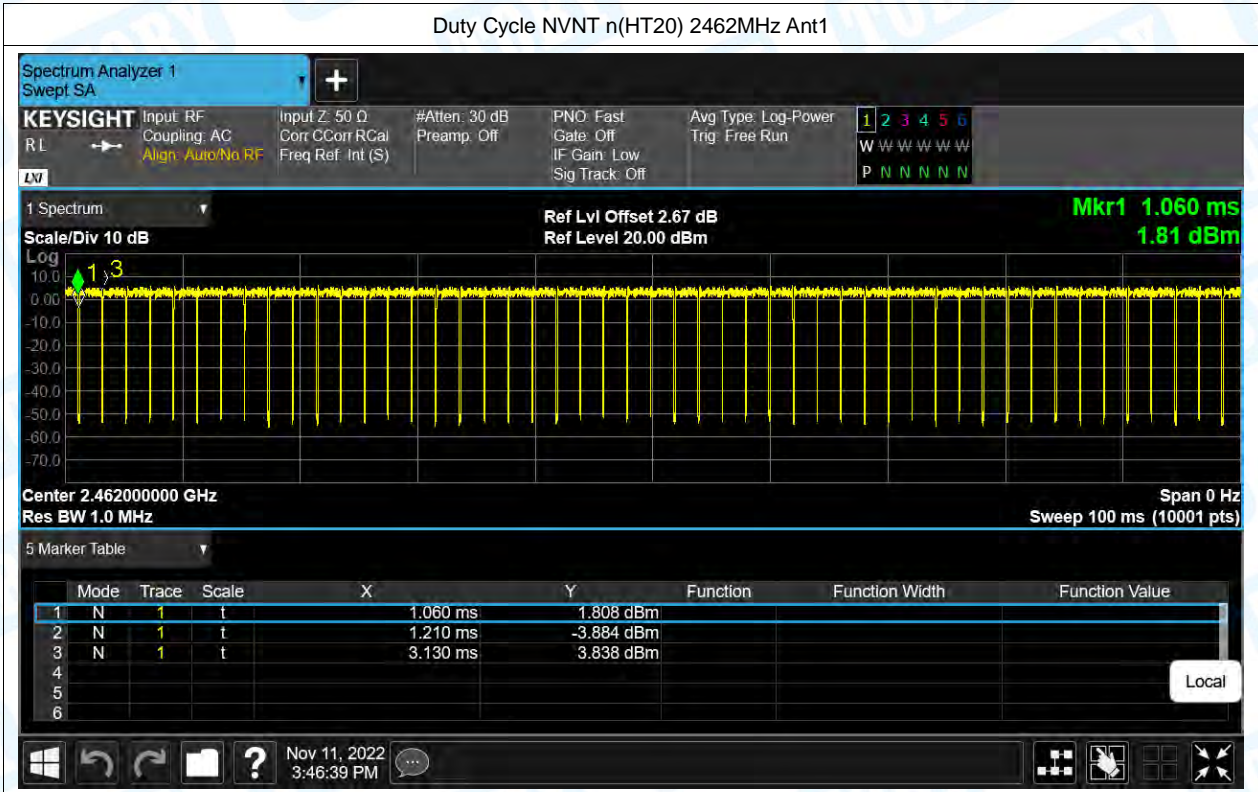 Duty Cycle NVNT n(HT20) 2462MHz Ant1
Spectrum Analyzer 1
Swept SA
+
KEYSIGHT Input: RF Input Z: 50 Ω #Atten: 30 dB PNO: Fast Avg Type: Log-Power 1 2 3 4 5 6
RL Coupling: AC Corr CCorr RCal Preamp: Off Gate: Off Trig: Free Run W W W W W W
Align: Auto/No RF Freq Ref: Int (S) IF Gain: Low P N N N N N
LXI Sig Track: Off
1 Spectrum Ref Lvl Offset 2.67 dB Mkr1 1.060 ms
Scale/Div 10 dB Ref Level 20.00 dBm 1.81 dBm
Log
1 3
10.0
0.00
-10.0
-20.0
-30.0
-40.0
-50.0
-60.0
-70.0
Center 2.462000000 GHz Span 0 Hz
Res BW 1.0 MHz Sweep 100 ms (10001 pts)
5 Marker Table
Mode Trace Scale X Y Function Function Width Function Value
1 N 1 t 1.060 ms 1.808 dBm
2 N 1 t 1.210 ms -3.884 dBm
3 N 1 t 3.130 ms 3.838 dBm
4
5
6
Local
? Nov 11, 2022
3:46:39 PM